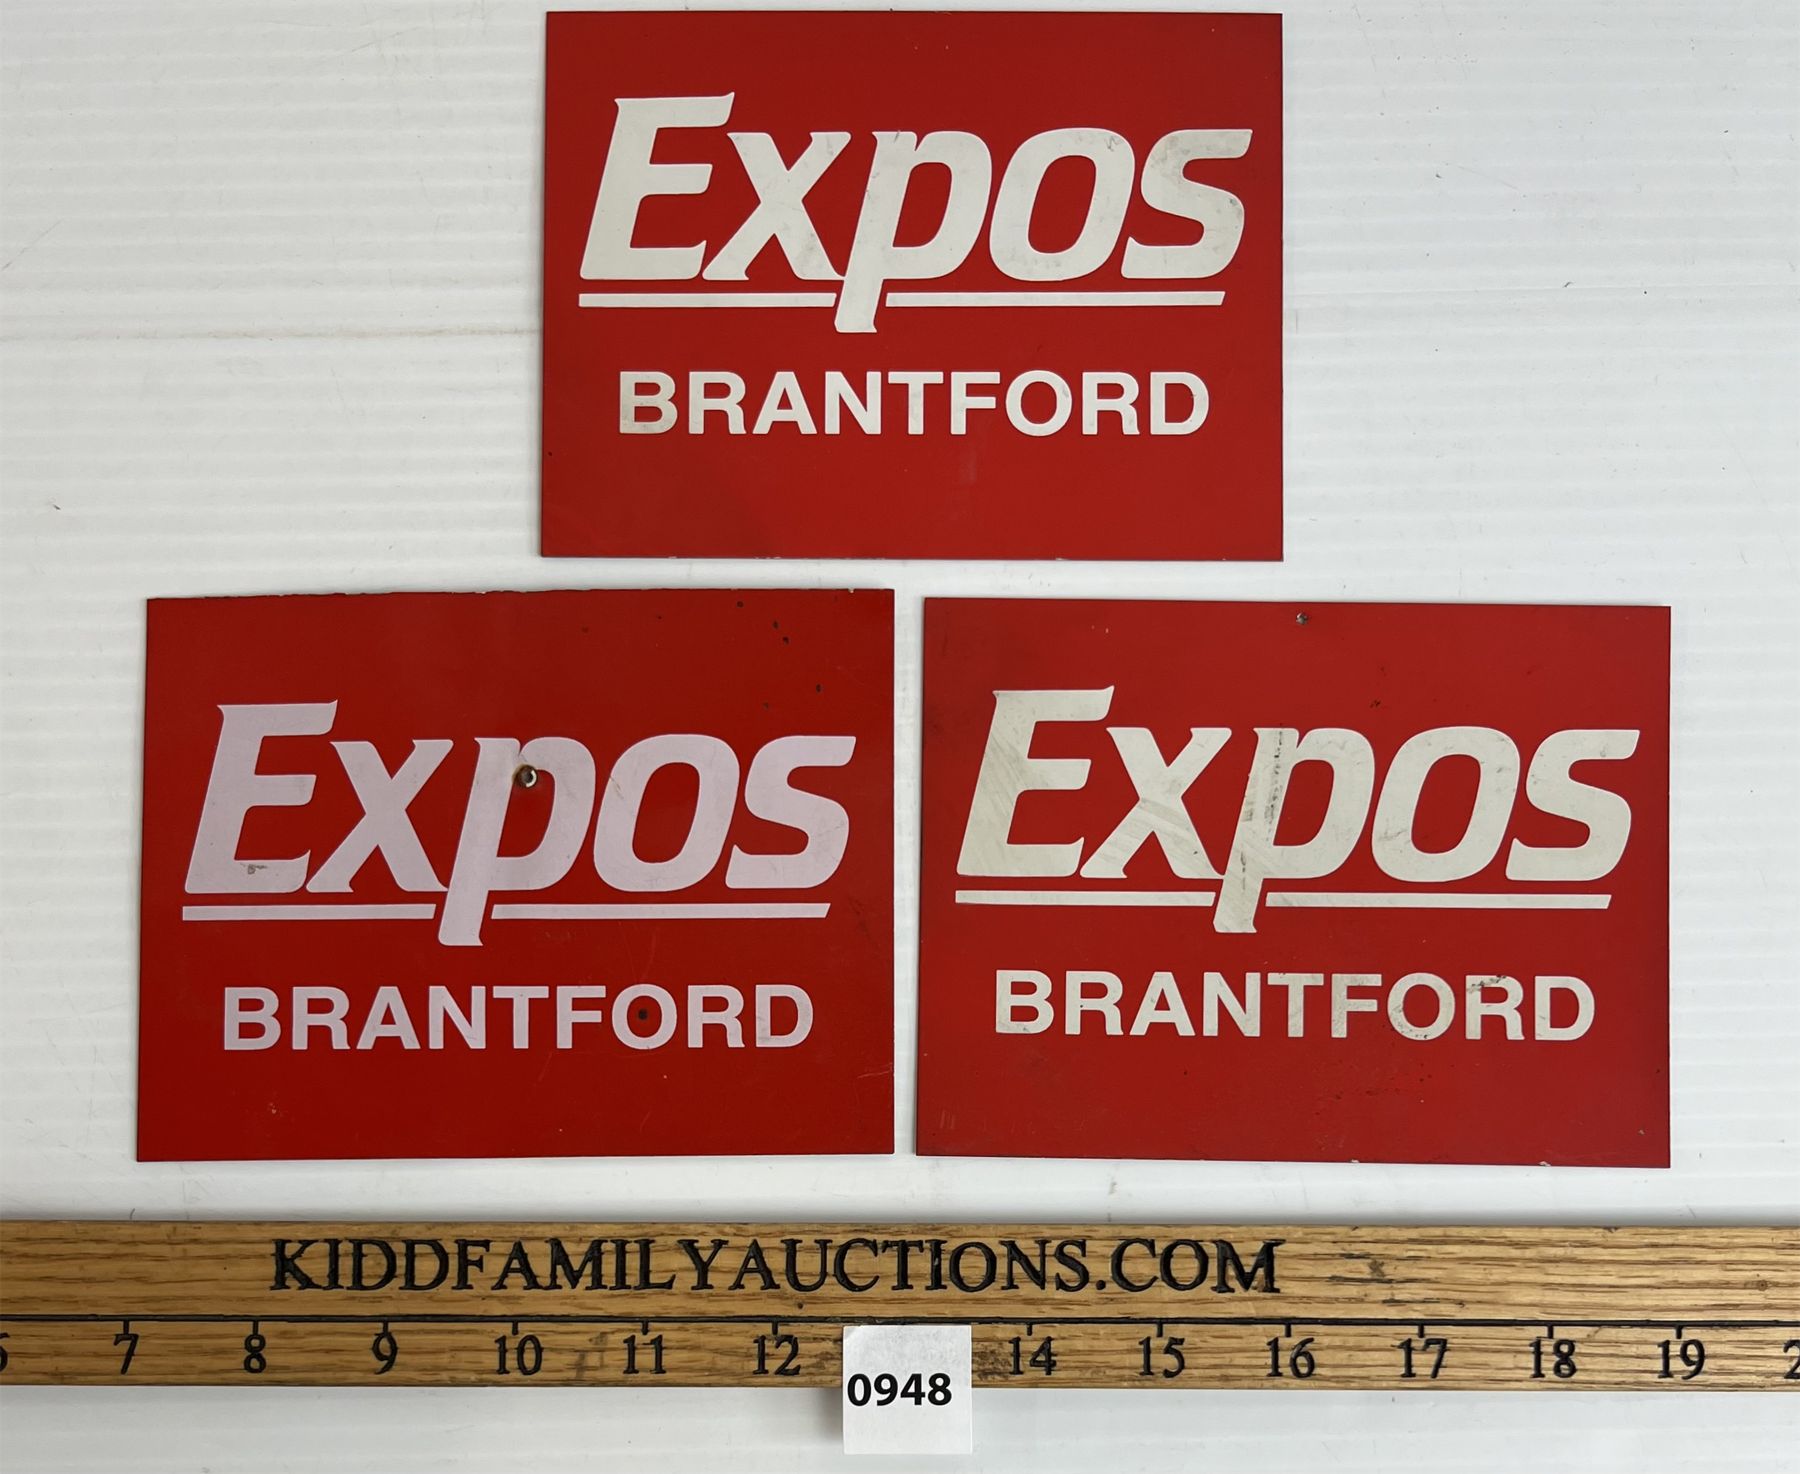 Expos
BRANTFORD
Expos
BRANTFORD
Expos
BRANTFORD
KIDDFAMILYAUCTIONS.COM
7 8 9 10 11 12 14 15 16 17 18 19
0948